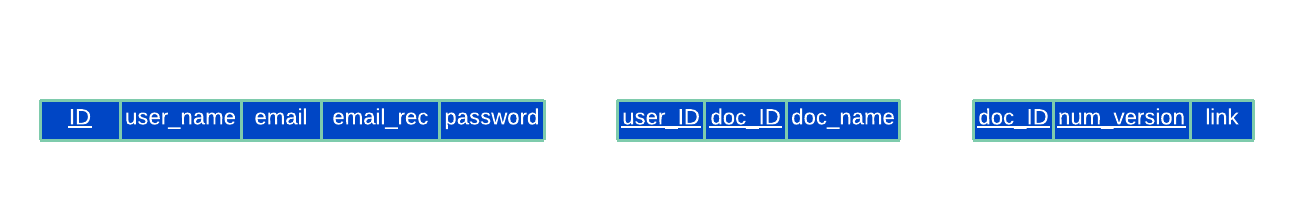 ID user_name email email_rec password user_ID doc_ID doc_name doc_ID num_version link